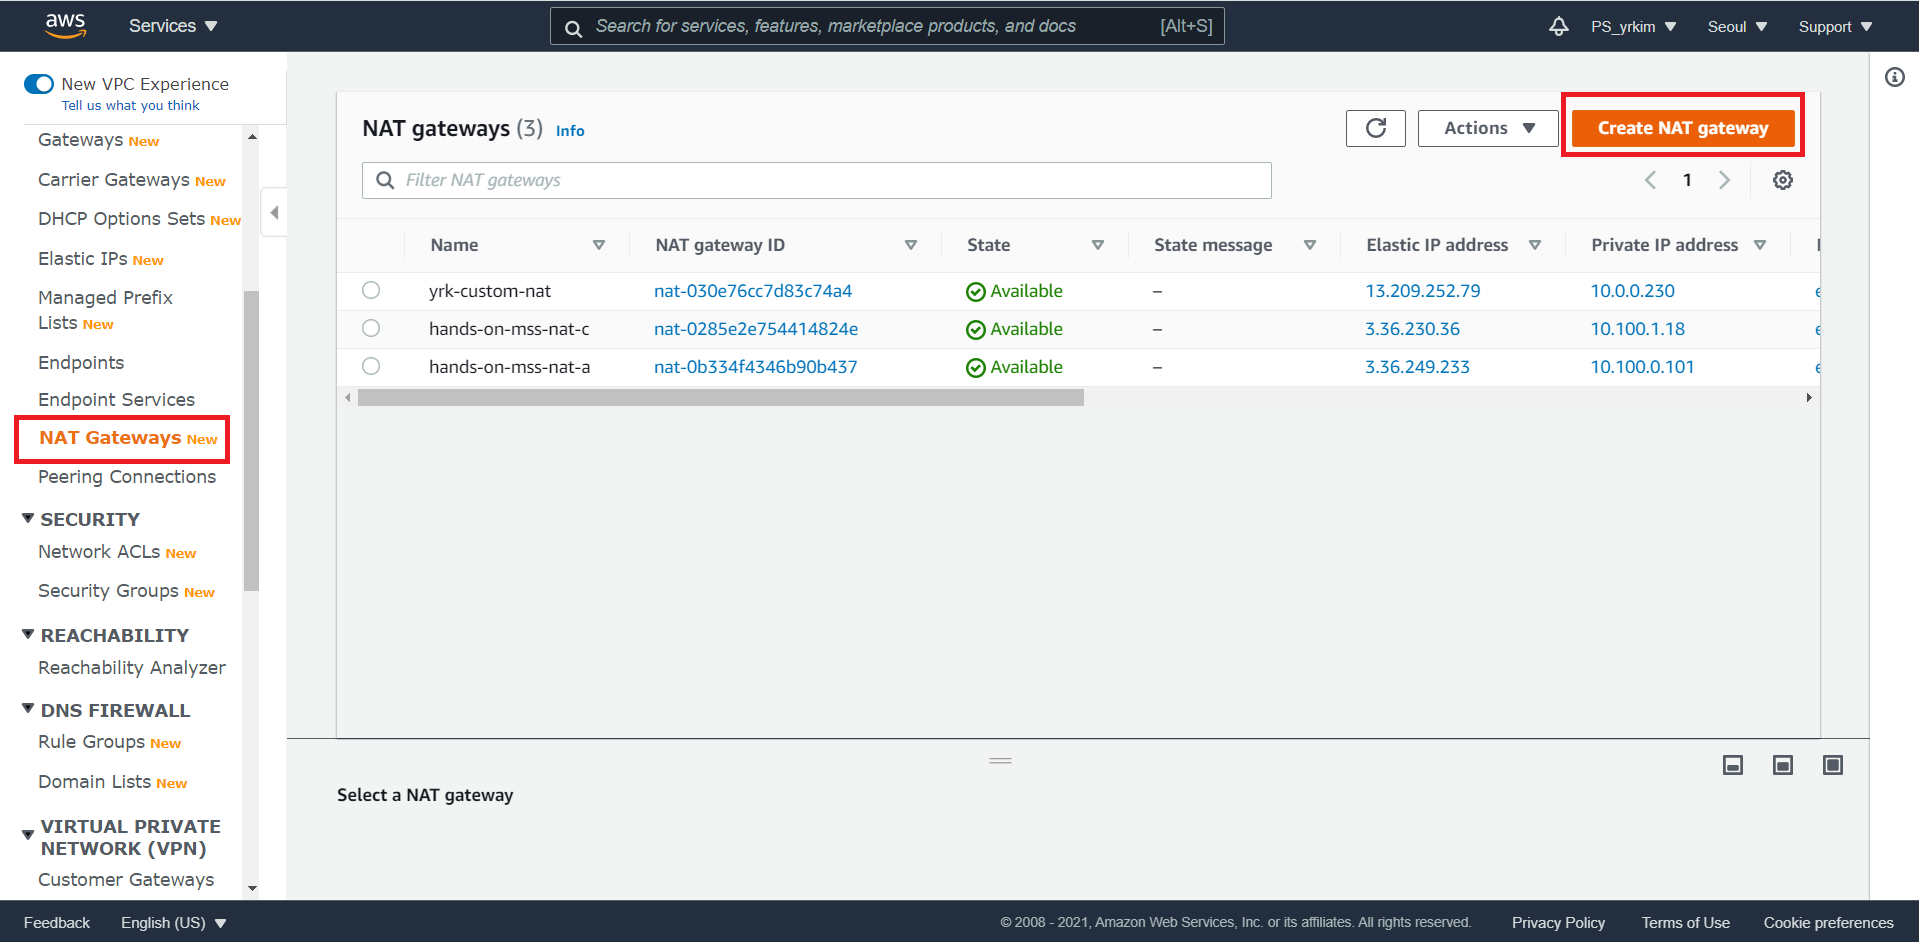 aws Services Search for services, features, marketplace products, and docs [Alt+S] PS_yrkim Seoul Support
New VPC Experience
Tell us what you think
Gateways New
Carrier Gateways New
DHCP Options Sets New
Elastic IPs New
Managed Prefix
Lists New
Endpoints
Endpoint Services
NAT Gateways New
Peering Connections
SECURITY
Network ACLs New
Security Groups New
REACHABILITY
Reachability Analyzer
DNS FIREWALL
Rule Groups New
Domain Lists New
VIRTUAL PRIVATE
NETWORK (VPN)
Customer Gateways
NAT gateways (3) Info Actions Create NAT gateway
Filter NAT gateways 1
Name NAT gateway ID State State message Elastic IP address Private IP address
yrk-custom-nat nat-030e76cc7d83c74a4 Available – 13.209.252.79 10.0.0.230
hands-on-mss-nat-c nat-0285e2e754414824e Available – 3.36.230.36 10.100.1.18
hands-on-mss-nat-a nat-0b334f4346b90b437 Available – 3.36.249.233 10.100.0.101
Select a NAT gateway
Feedback English (US) © 2008 - 2021, Amazon Web Services, Inc. or its affiliates. All rights reserved. Privacy Policy Terms of Use Cookie preferences